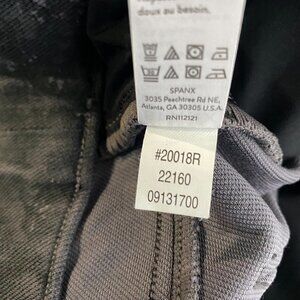 doux au besoin.
SPANX
3035 Peachtree Rd NE,
Atlanta, GA 30305 U.S.A.
RN112121
#20018R
22160
09131700